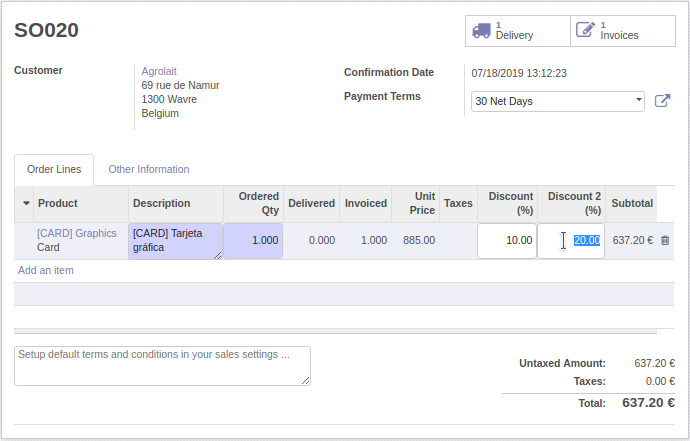 SO020
1
Delivery
1
Invoices
Customer
Agrolait
69 rue de Namur
1300 Wavre
Belgium
Confirmation Date 07/18/2019 13:12:23
Payment Terms 30 Net Days
Order Lines Other Information
Product Description Ordered Qty Delivered Invoiced Unit Price Taxes Discount (%) Discount 2 (%) Subtotal
[CARD] Graphics Card [CARD] Tarjeta gráfica 1.000 0.000 1.000 885.00 10.00 20.00 637.20 €
Add an item
Setup default terms and conditions in your sales settings ...
Untaxed Amount: 637.20 €
Taxes: 0.00 €
Total: 637.20 €